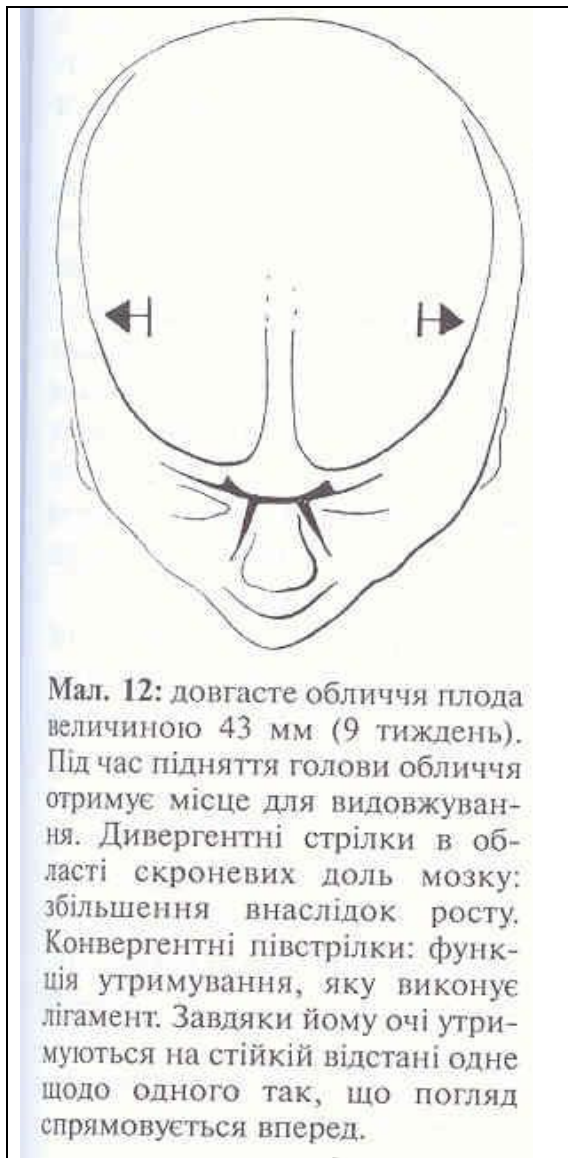 Мал. 12: довгасте обличчя плода
величиною 43 мм (9 тиждень).
Під час підняття голови обличчя
отримує місце для видовжуван-
ня. Дивергентні стрілки в об-
ласті скроневих доль мозку:
збільшення внаслідок росту.
Конвергентні півстрілки: функ-
ція утримування, яку виконує
лігамент. Завдяки йому очі утри-
муються на стійкій відстані одне
щодо одного так, що погляд
спрямовується вперед.